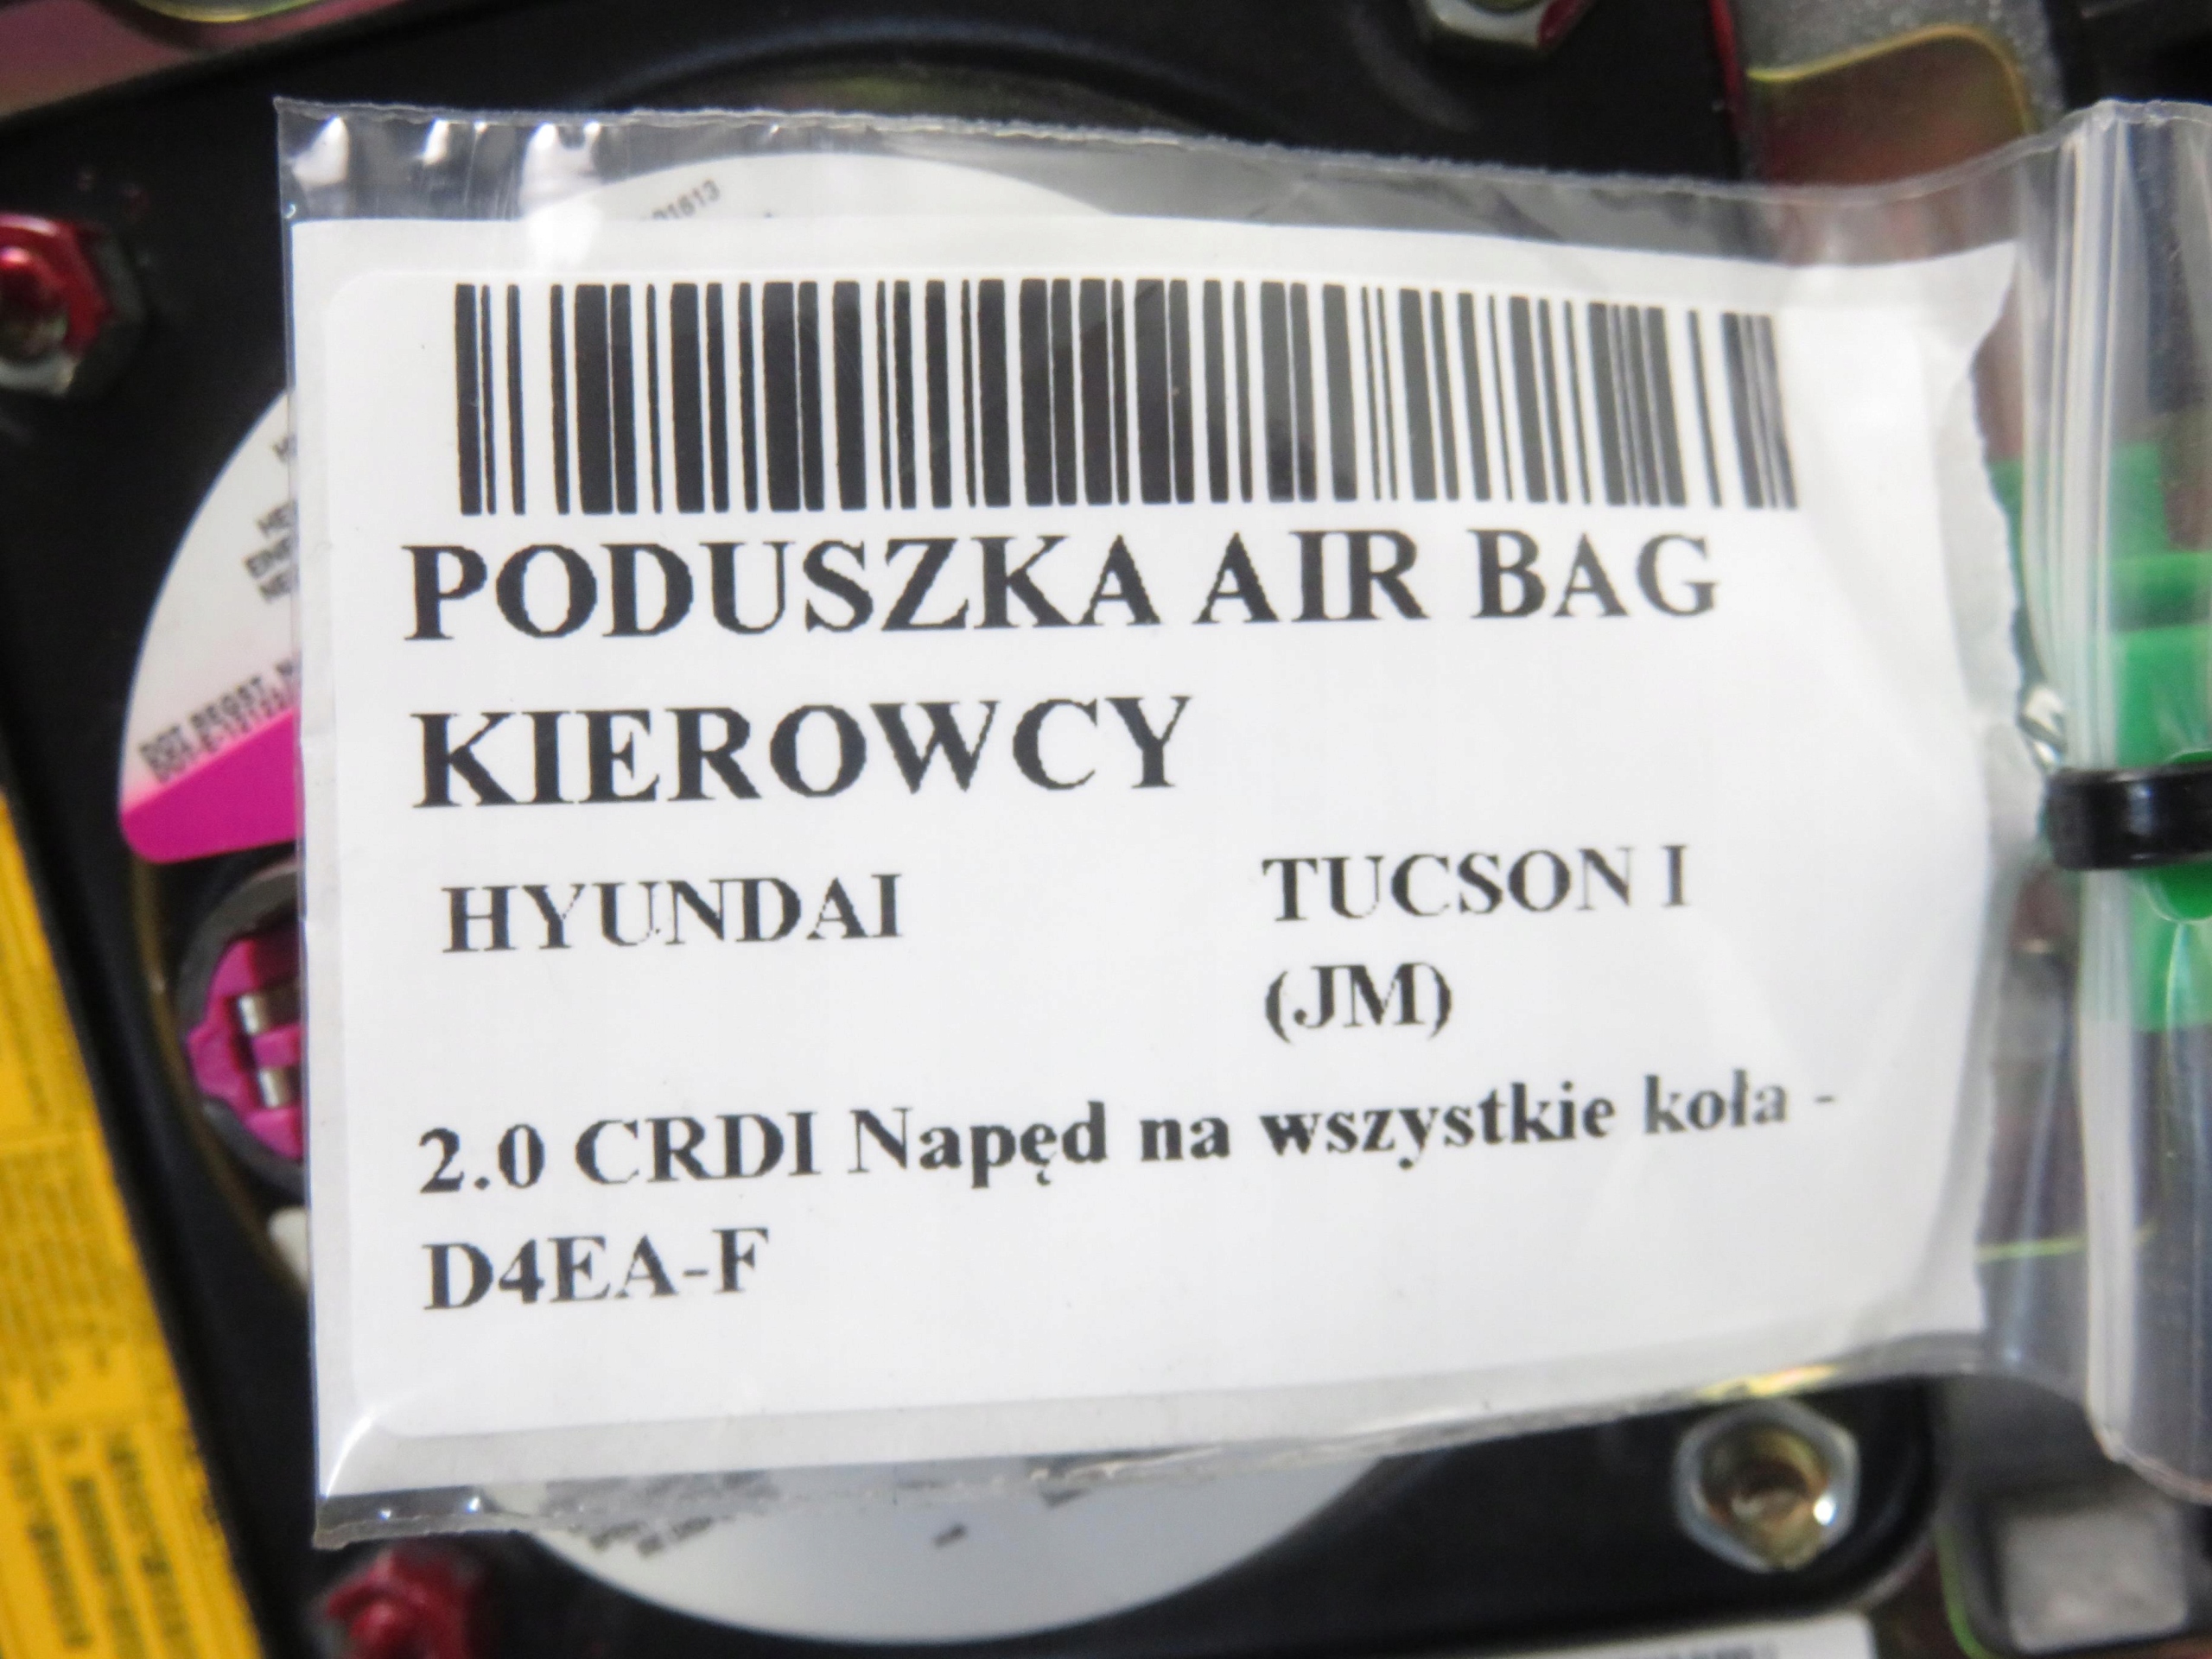 PODUSZKA AIR BAG
KIEROWCY
HYUNDAI
TUCSON I
(JM)
2.0 CRDI Napęd na wszystkie koła -
D4EA-F